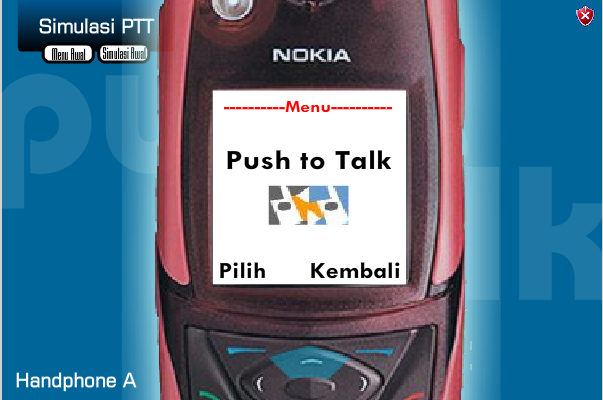 Simulasi PTT
Menu Awal
Simulasi Awal
NOKIA
----------Menu----------
Push to Talk
Pilih
Kembali
Handphone A